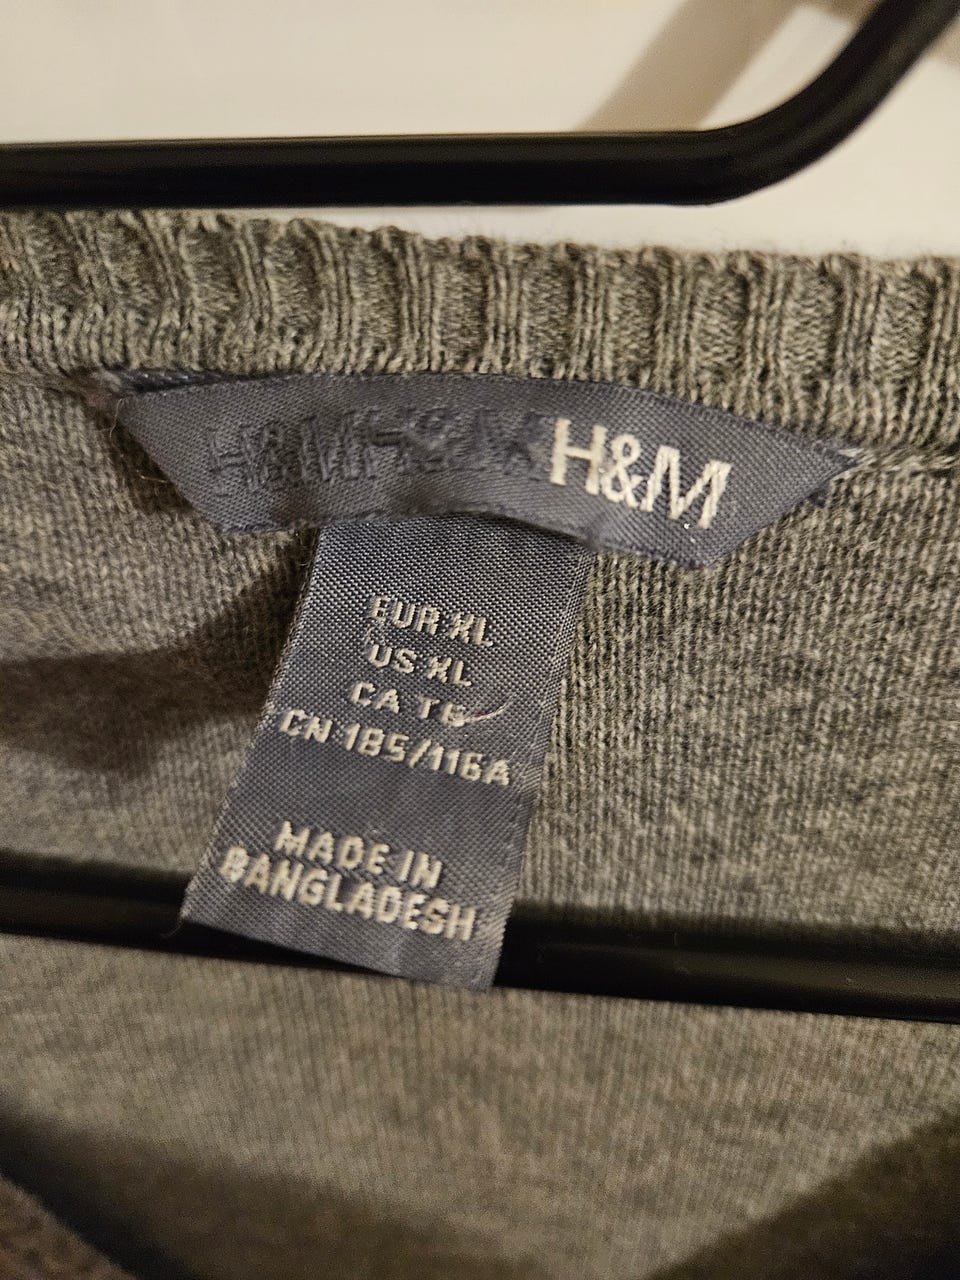 H&M H&M H&M
EUR XL
US XL
CA TG
CN 185/116A
MADE IN
BANGLADESH